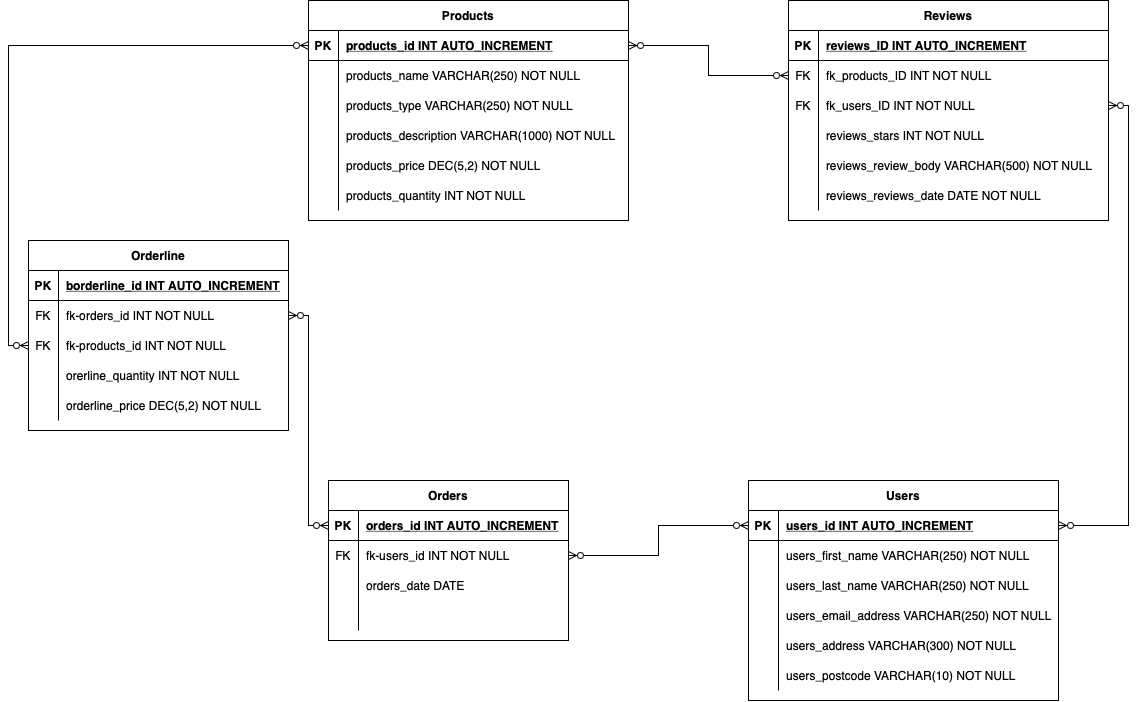 Products
PK products_id INT AUTO_INCREMENT
products_name VARCHAR(250) NOT NULL
products_type VARCHAR(250) NOT NULL
products_description VARCHAR(1000) NOT NULL
products_price DEC(5,2) NOT NULL
products_quantity INT NOT NULL
Reviews
PK reviews_ID INT AUTO_INCREMENT
FK fk_products_ID INT NOT NULL
FK fk_users_ID INT NOT NULL
reviews_stars INT NOT NULL
reviews_review_body VARCHAR(500) NOT NULL
reviews_reviews_date DATE NOT NULL
Orderline
PK borderline_id INT AUTO_INCREMENT
FK fk-orders_id INT NOT NULL
FK fk-products_id INT NOT NULL
orerline_quantity INT NOT NULL
orderline_price DEC(5,2) NOT NULL
Orders
PK orders_id INT AUTO_INCREMENT
FK fk-users_id INT NOT NULL
orders_date DATE
Users
PK users_id INT AUTO_INCREMENT
users_first_name VARCHAR(250) NOT NULL
users_last_name VARCHAR(250) NOT NULL
users_email_address VARCHAR(250) NOT NULL
users_address VARCHAR(300) NOT NULL
users_postcode VARCHAR(10) NOT NULL